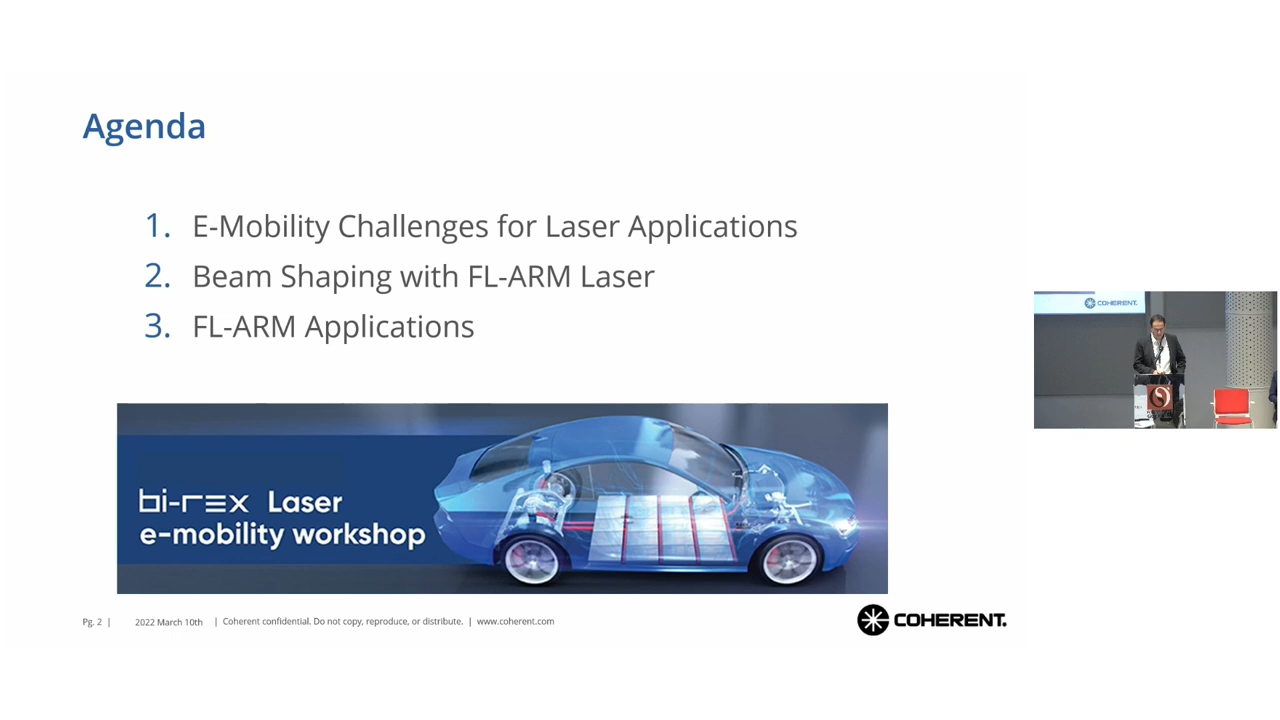 Agenda
1. E-Mobility Challenges for Laser Applications
2. Beam Shaping with FL-ARM Laser
3. FL-ARM Applications
bi-rex Laser
e-mobility workshop
Pg. 2 | 2022 March 10th | Coherent confidential. Do not copy, reproduce, or distribute. | www.coherent.com
COHERENT.
COHERENT.